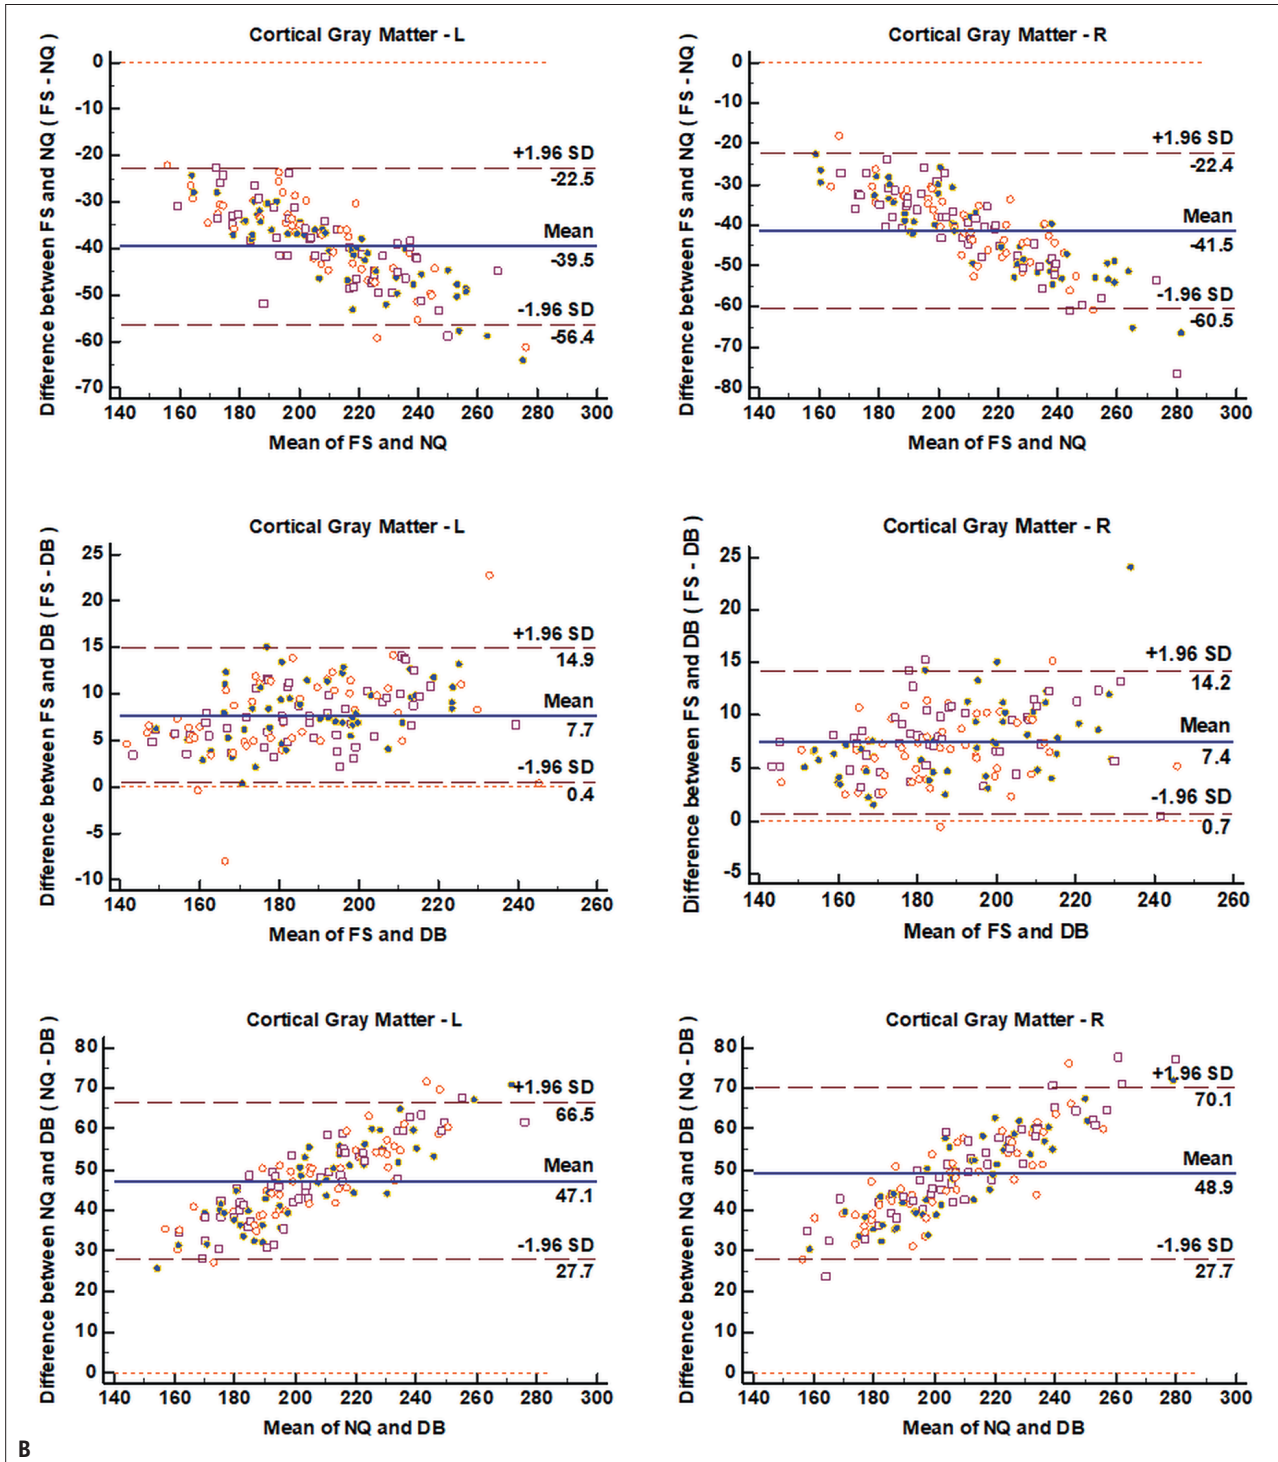 Cortical Gray Matter - L
Difference between FS and NQ ( FS - NQ )
0
-10
-20
-30
-40
-50
-60
-70
+1.96 SD
-22.5
Mean
-39.5
-1.96 SD
-56.4
140 160 180 200 220 240 260 280 300
Mean of FS and NQ
Cortical Gray Matter - R
Difference between FS and NQ ( FS - NQ )
0
-10
-20
-30
-40
-50
-60
-70
-80
+1.96 SD
-22.4
Mean
-41.5
-1.96 SD
-60.5
140 160 180 200 220 240 260 280 300
Mean of FS and NQ
Cortical Gray Matter - L
Difference between FS and DB ( FS - DB )
25
20
15
10
5
0
-5
-10
+1.96 SD
14.9
Mean
7.7
-1.96 SD
0.4
140 160 180 200 220 240 260
Mean of FS and DB
Cortical Gray Matter - R
Difference between FS and DB ( FS - DB )
25
20
15
10
5
0
-5
+1.96 SD
14.2
Mean
7.4
-1.96 SD
0.7
140 160 180 200 220 240 260
Mean of FS and DB
Cortical Gray Matter - L
Difference between NQ and DB ( NQ - DB )
80
70
60
50
40
30
20
10
0
+1.96 SD
66.5
Mean
47.1
-1.96 SD
27.7
140 160 180 200 220 240 260 280 300
Mean of NQ and DB
Cortical Gray Matter - R
Difference between NQ and DB ( NQ - DB )
80
70
60
50
40
30
20
10
0
+1.96 SD
70.1
Mean
48.9
-1.96 SD
27.7
140 160 180 200 220 240 260 280 300
Mean of NQ and DB
B